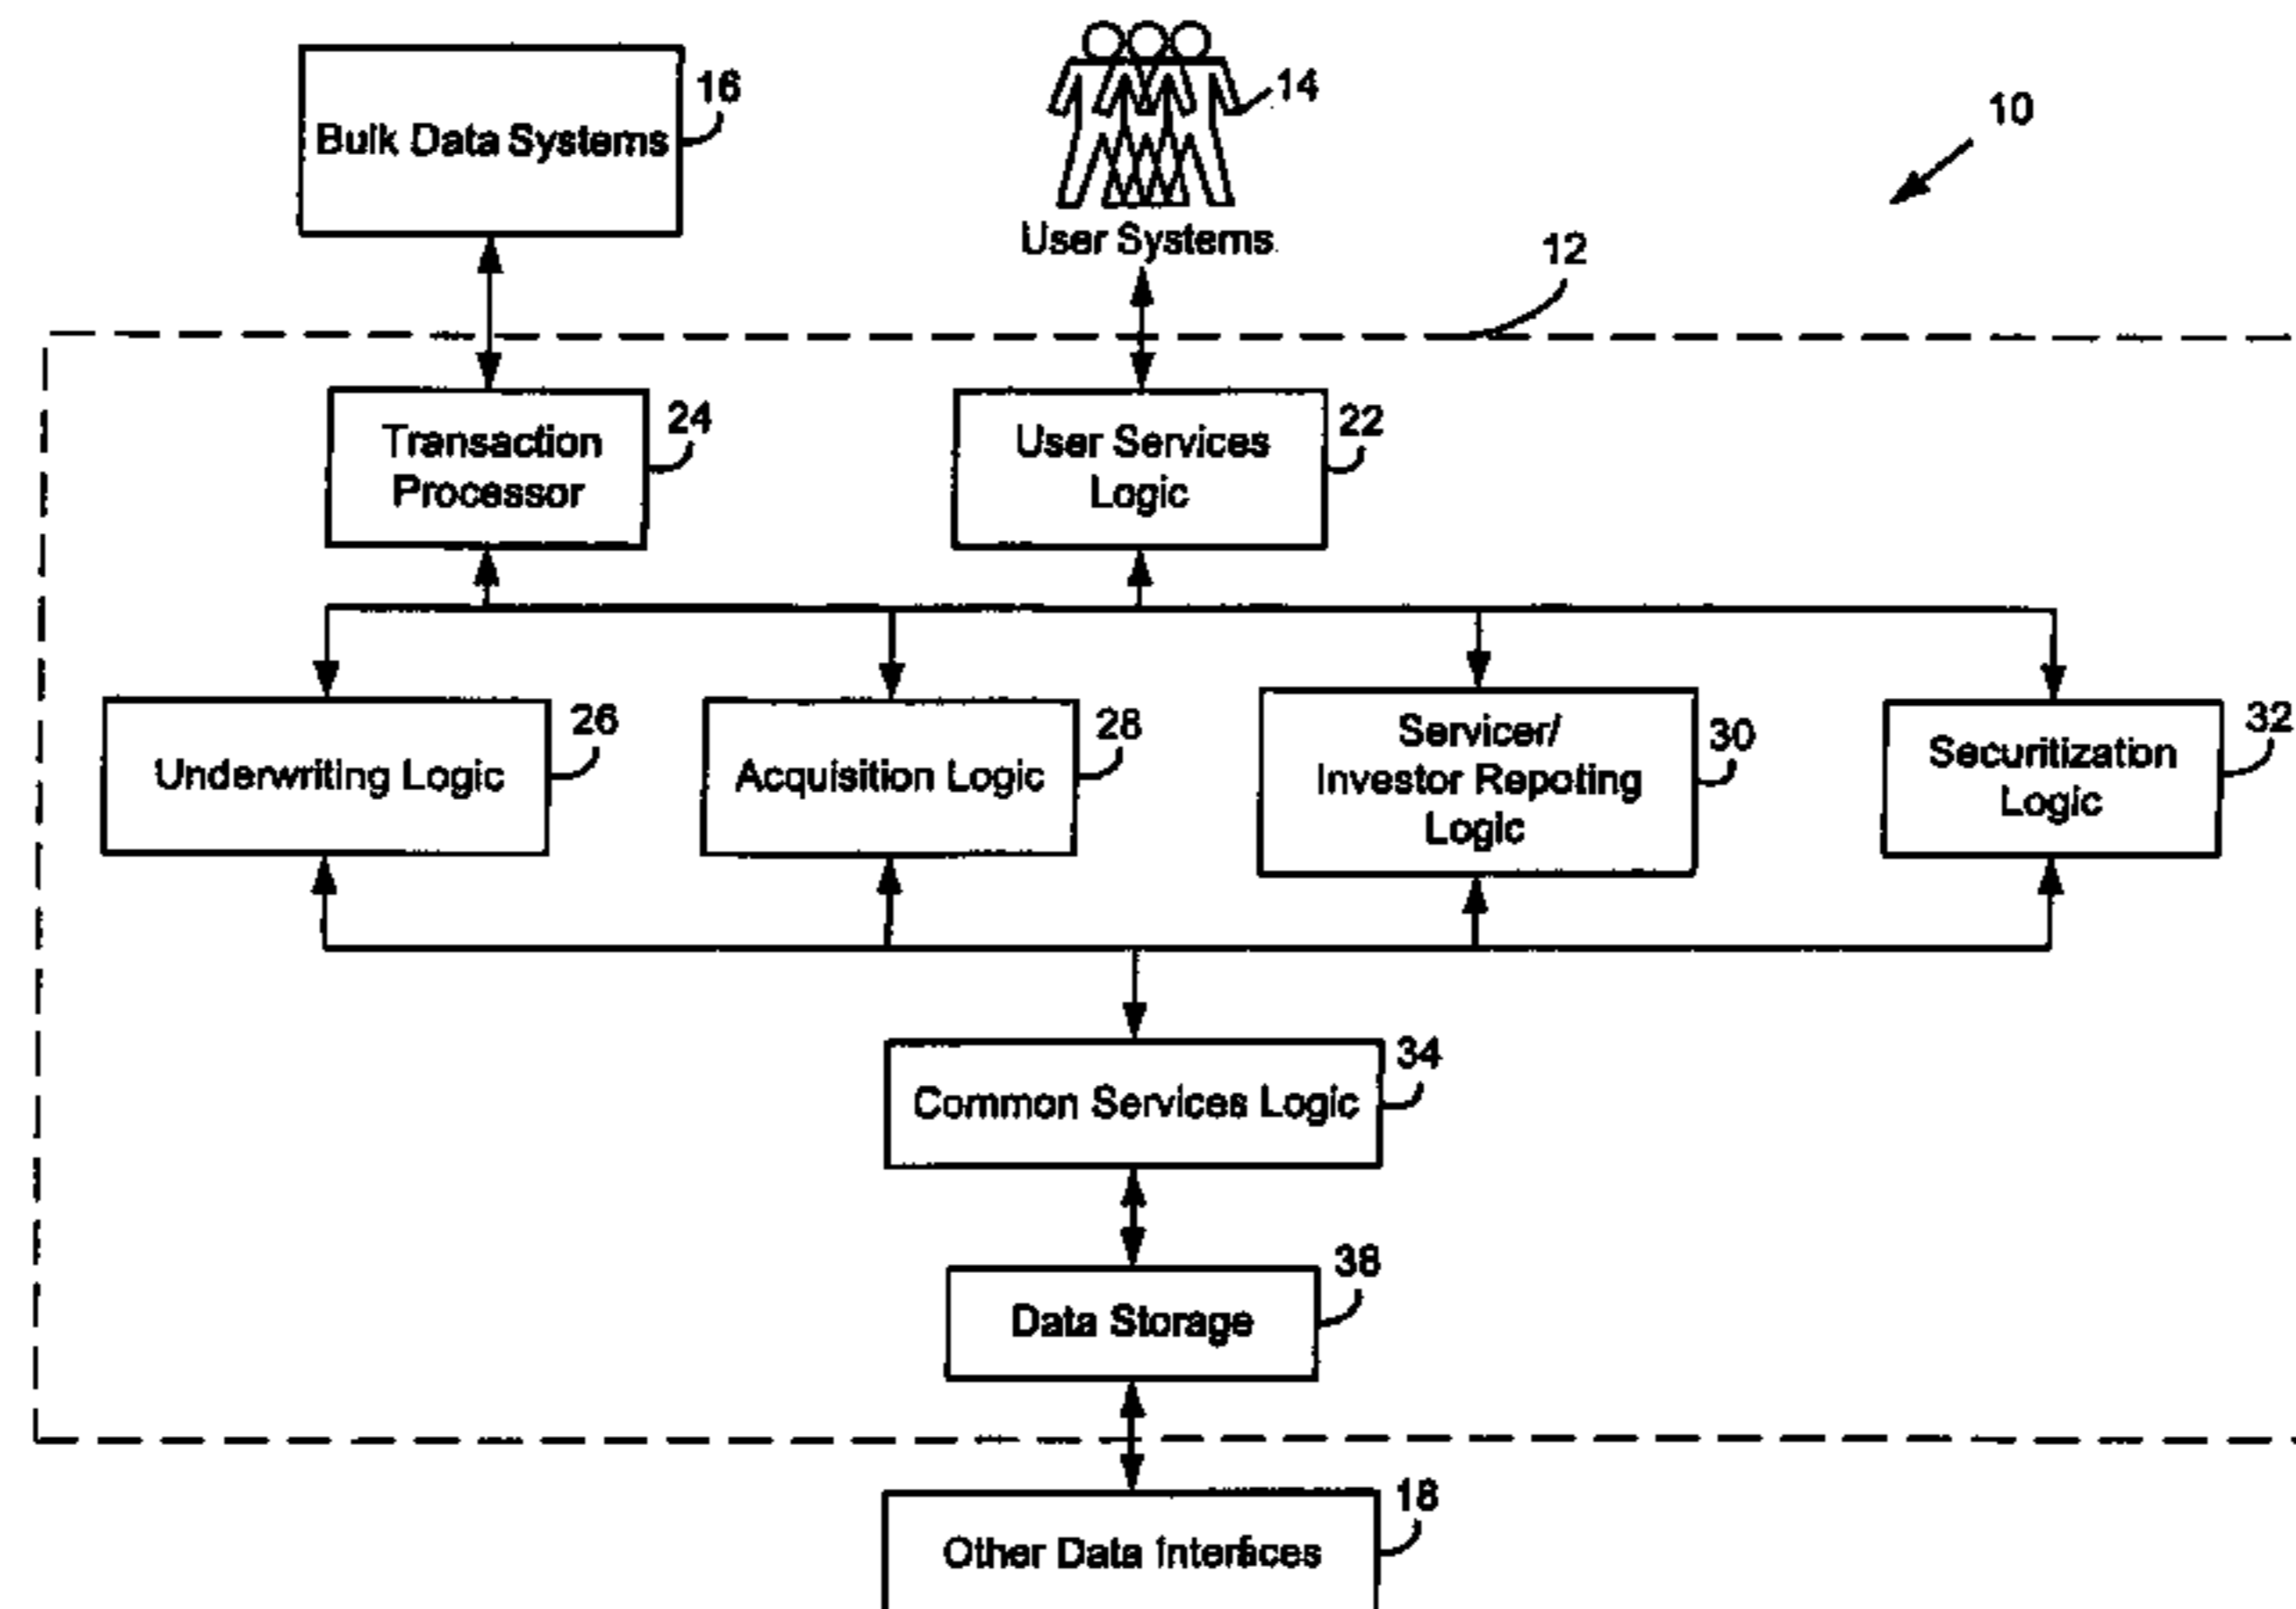 16
14
10
Bulk Data Systems
User Systems
12
24
22
Transaction
Processor
User Services
Logic
26
28
30
32
Underwriting Logic
Acquisition Logic
Servicer/
Investor Repoting
Logic
Securitization
Logic
34
Common Services Logic
38
Data Storage
18
Other Data Interfaces